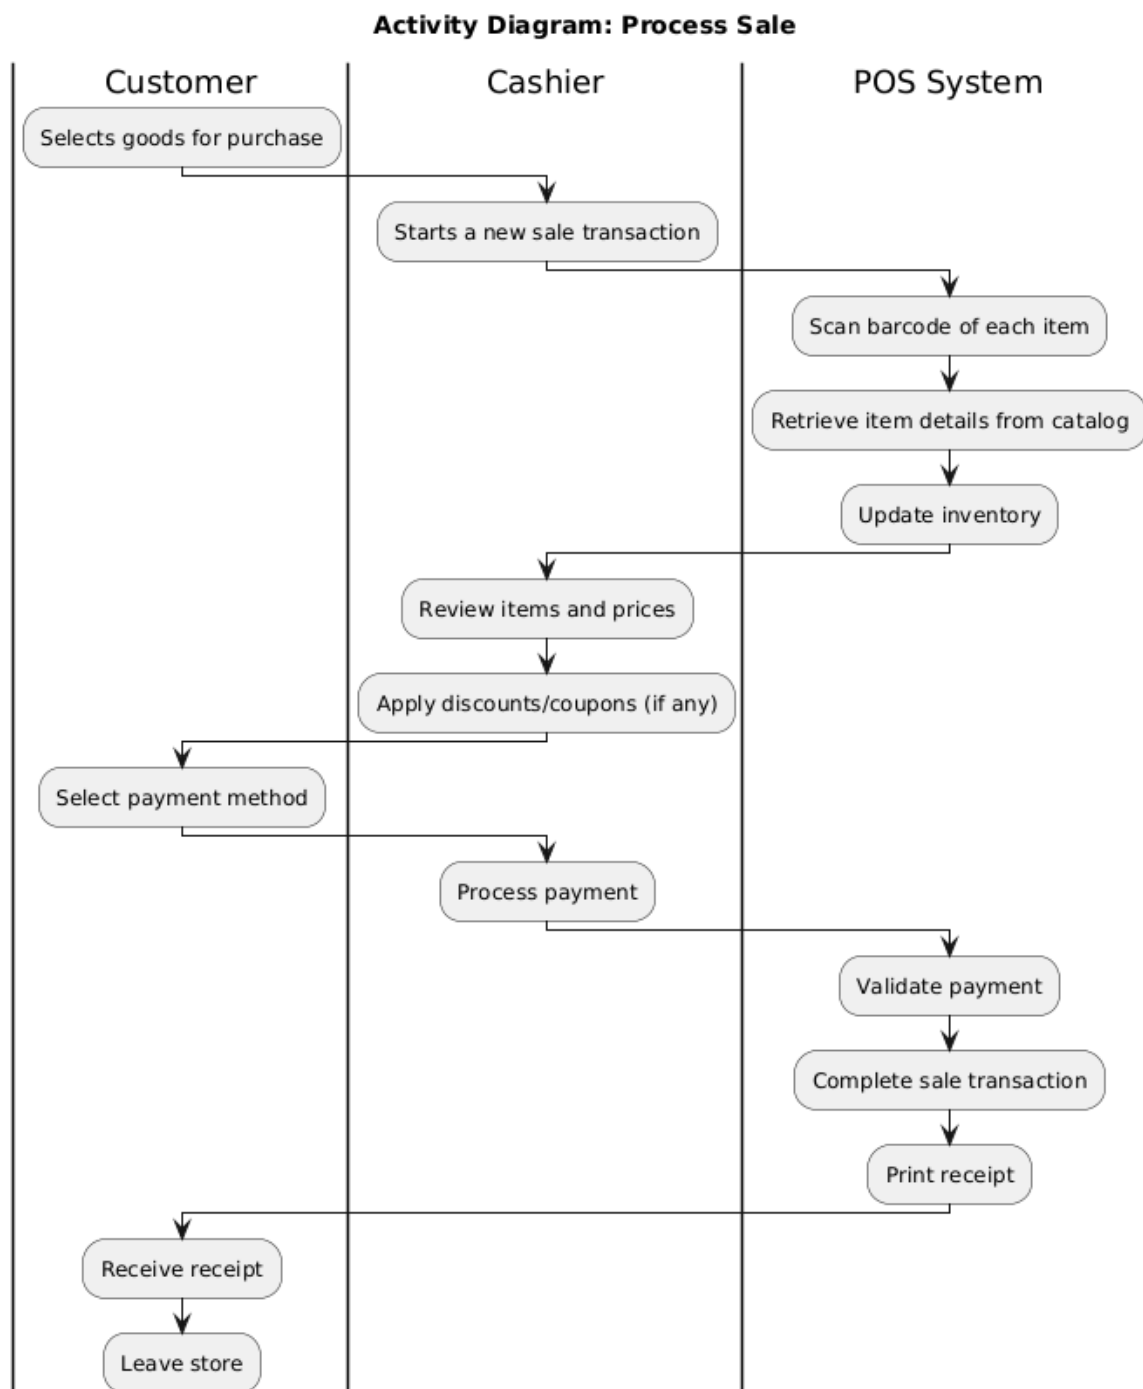 Activity Diagram: Process Sale
Customer
Cashier
POS System
Selects goods for purchase
Starts a new sale transaction
Scan barcode of each item
Retrieve item details from catalog
Update inventory
Review items and prices
Apply discounts/coupons (if any)
Select payment method
Process payment
Validate payment
Complete sale transaction
Print receipt
Receive receipt
Leave store